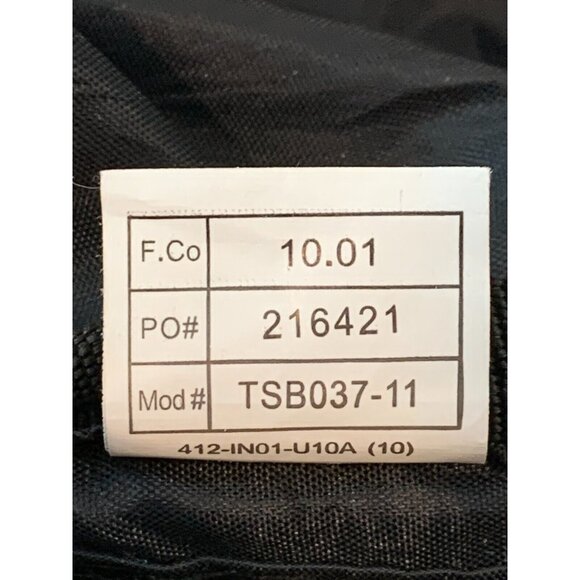 F.Co 10.01
PO# 216421
Mod # TSB037-11
412-IN01-U10A (10)